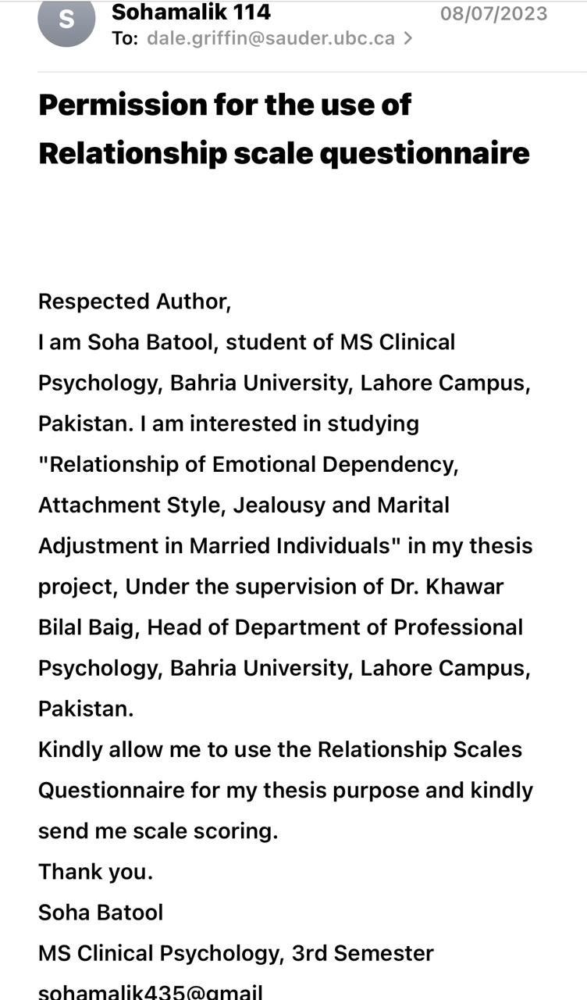 S
Sohamalik 114
08/07/2023
To: dale.griffin@sauder.ubc.ca >
Permission for the use of
Relationship scale questionnaire
Respected Author,
I am Soha Batool, student of MS Clinical
Psychology, Bahria University, Lahore Campus,
Pakistan. I am interested in studying
"Relationship of Emotional Dependency,
Attachment Style, Jealousy and Marital
Adjustment in Married Individuals" in my thesis
project, Under the supervision of Dr. Khawar
Bilal Baig, Head of Department of Professional
Psychology, Bahria University, Lahore Campus,
Pakistan.
Kindly allow me to use the Relationship Scales
Questionnaire for my thesis purpose and kindly
send me scale scoring.
Thank you.
Soha Batool
MS Clinical Psychology, 3rd Semester
sohamalik435@gmail